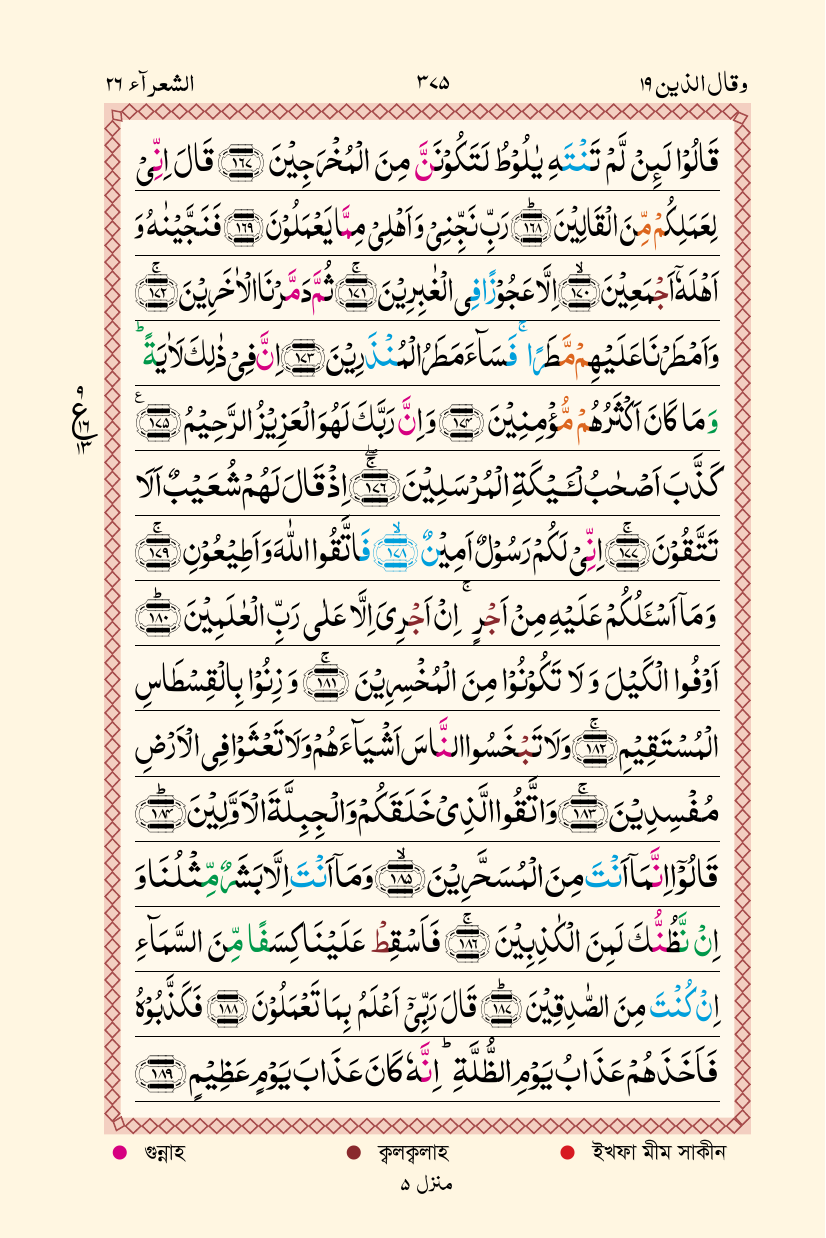 وقال الذين ١٩ ٣٧٥ الشعرآء ٢٦
قَالُوْا لَىِٕنْ لَّمْ تَنْتَهِ يٰلُوْطُ لَتَكُوْنَنَّ مِنَ الْمُخْرَجِيْنَ ١٦٧ قَالَ اِنِّىْ
لِعَمَلِكُمْ مِّنَ الْقَالِيْنَ ؕ ١٦٨ رَبِّ نَجِّنِىْ وَاَهْلِىْ مِمَّا يَعْمَلُوْنَ ١٦٩ فَنَجَّيْنٰهُ وَ
اَهْلَهٗۤ اَجْمَعِيْنَ ۙ ١٧٠ اِلَّا عَجُوْزًا فِى الْغٰبِرِيْنَ ۚ ١٧١ ثُمَّ دَمَّرْنَا الْاٰخَرِيْنَ ۚ ١٧٢
وَاَمْطَرْنَا عَلَيْهِمْ مَّطَرًا ۚ فَسَآءَ مَطَرُ الْمُنْذَرِيْنَ ١٧٣ اِنَّ فِىْ ذٰلِكَ لَاٰيَةً ؕ
وَمَا كَانَ اَكْثَرُهُمْ مُّؤْمِنِيْنَ ١٧٤ وَاِنَّ رَبَّكَ لَهُوَ الْعَزِيْزُ الرَّحِيْمُ ١٧٥ ع
٩
ع ١٦
١٣
كَذَّبَ اَصْحٰبُ لْـَٔيْكَةِ الْمُرْسَلِيْنَ ۚ ۖ ١٧٦ اِذْ قَالَ لَهُمْ شُعَيْبٌ اَلَا
تَتَّقُوْنَ ۚ ١٧٧ اِنِّىْ لَكُمْ رَسُوْلٌ اَمِيْنٌ ۙ ١٧٨ فَاتَّقُوا اللّٰهَ وَاَطِيْعُوْنِ ۚ ١٧٩
وَمَاۤ اَسْـَٔلُكُمْ عَلَيْهِ مِنْ اَجْرٍ ۚ اِنْ اَجْرِىَ اِلَّا عَلٰى رَبِّ الْعٰلَمِيْنَ ؕ ١٨٠
اَوْفُوا الْكَيْلَ وَلَا تَكُوْنُوْا مِنَ الْمُخْسِرِيْنَ ۚ ١٨١ وَزِنُوْا بِالْقِسْطَاسِ
الْمُسْتَقِيْمِ ۚ ١٨٢ وَلَا تَبْخَسُوا النَّاسَ اَشْيَآءَهُمْ وَلَا تَعْثَوْا فِى الْاَرْضِ
مُفْسِدِيْنَ ۚ ١٨٣ وَاتَّقُوا الَّذِىْ خَلَقَكُمْ وَالْجِبِلَّةَ الْاَوَّلِيْنَ ؕ ١٨٤
قَالُوْۤا اِنَّمَاۤ اَنْتَ مِنَ الْمُسَحَّرِيْنَ ۙ ١٨٥ وَمَاۤ اَنْتَ اِلَّا بَشَرٌ مِّثْلُنَا وَ
اِنْ نَّظُنُّكَ لَمِنَ الْكٰذِبِيْنَ ۚ ١٨٦ فَاَسْقِطْ عَلَيْنَا كِسَفًا مِّنَ السَّمَآءِ
اِنْ كُنْتَ مِنَ الصّٰدِقِيْنَ ؕ ١٨٧ قَالَ رَبِّىْۤ اَعْلَمُ بِمَا تَعْمَلُوْنَ ١٨٨ فَكَذَّبُوْهُ
فَاَخَذَهُمْ عَذَابُ يَوْمِ الظُّلَّةِ ؕ اِنَّهٗ كَانَ عَذَابَ يَوْمٍ عَظِيْمٍ ١٨٩
গুন্নাহ ক্বলক্বলাহ ইখফা মীম সাকীন
منزل ٥